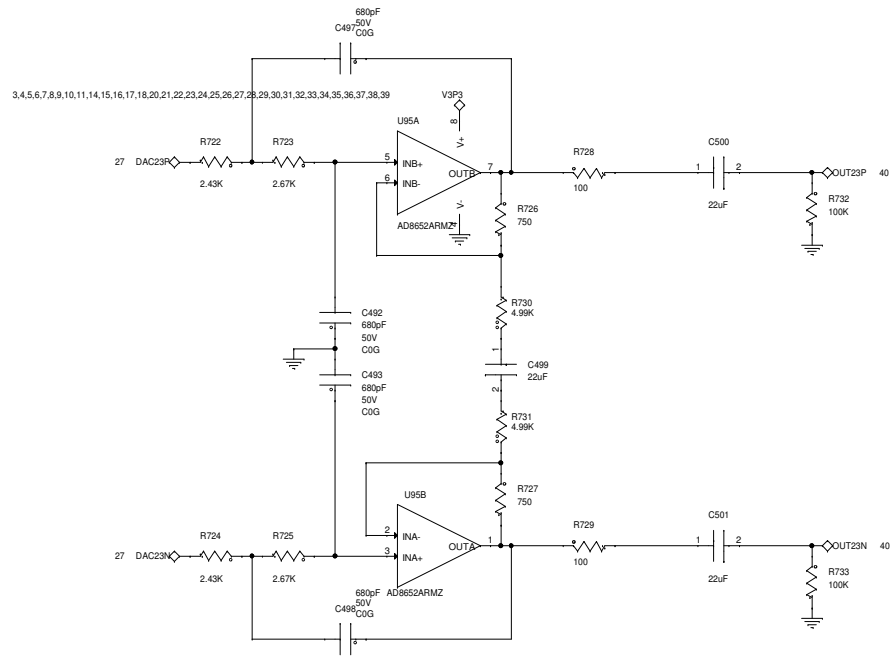 680pF
50V
C497 C0G
3,4,5,6,7,8,9,10,11,14,15,16,17,18,20,21,22,23,24,25,26,27,28,29,30,31,32,33,34,35,36,37,38,39
V3P3
8
V+
U95A
R722
R723
27 DAC23P
2.43K
2.67K
5 INB+
6 INB-
OUTB 7
V-
4
AD8652ARMZ
R728
100
C500
1 2
22uF
OUT23P 40
R732
100K
R726
750
R730
4.99K
C492
680pF
50V
C0G
C493
680pF
50V
C0G
1
C499
22uF
2
R731
4.99K
R727
750
U95B
2 INA-
3 INA+
OUTA 1
AD8652ARMZ
R724
R725
27 DAC23N
2.43K
2.67K
R729
100
C501
1 2
22uF
OUT23N 40
R733
100K
680pF
50V
C498 C0G